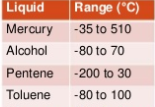 Liquid Range (°C)
Mercury -35 to 510
Alcohol -80 to 70
Pentene -200 to 30
Toluene -80 to 100